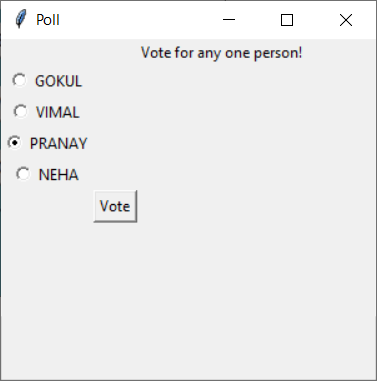 Poll
Vote for any one person!
GOKUL
VIMAL
PRANAY
NEHA
Vote